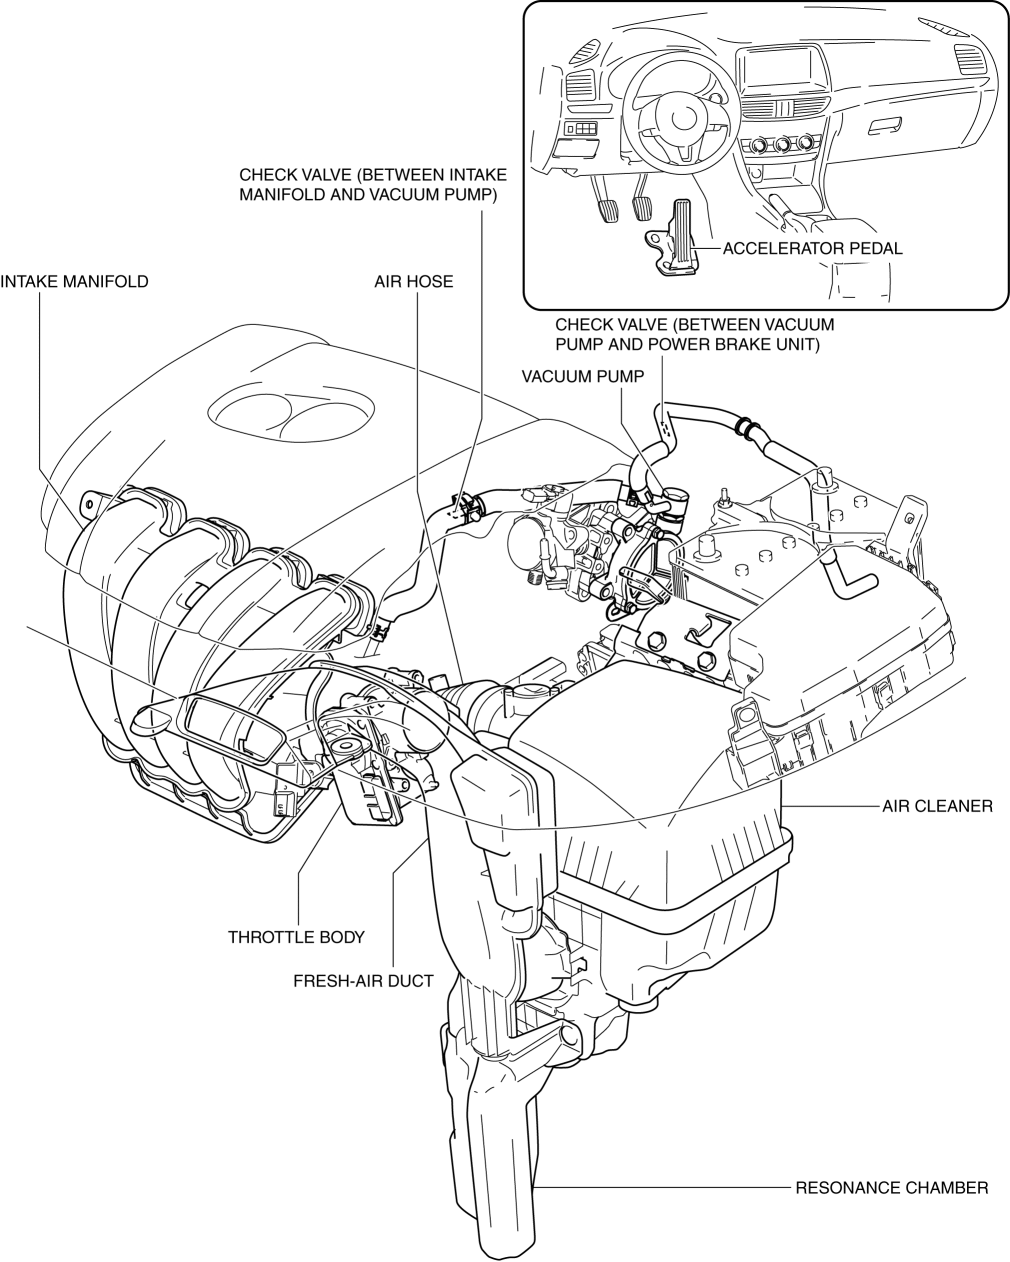 CHECK VALVE (BETWEEN INTAKE
MANIFOLD AND VACUUM PUMP)
ACCELERATOR PEDAL
INTAKE MANIFOLD
AIR HOSE
CHECK VALVE (BETWEEN VACUUM
PUMP AND POWER BRAKE UNIT)
VACUUM PUMP
AIR CLEANER
THROTTLE BODY
FRESH-AIR DUCT
RESONANCE CHAMBER